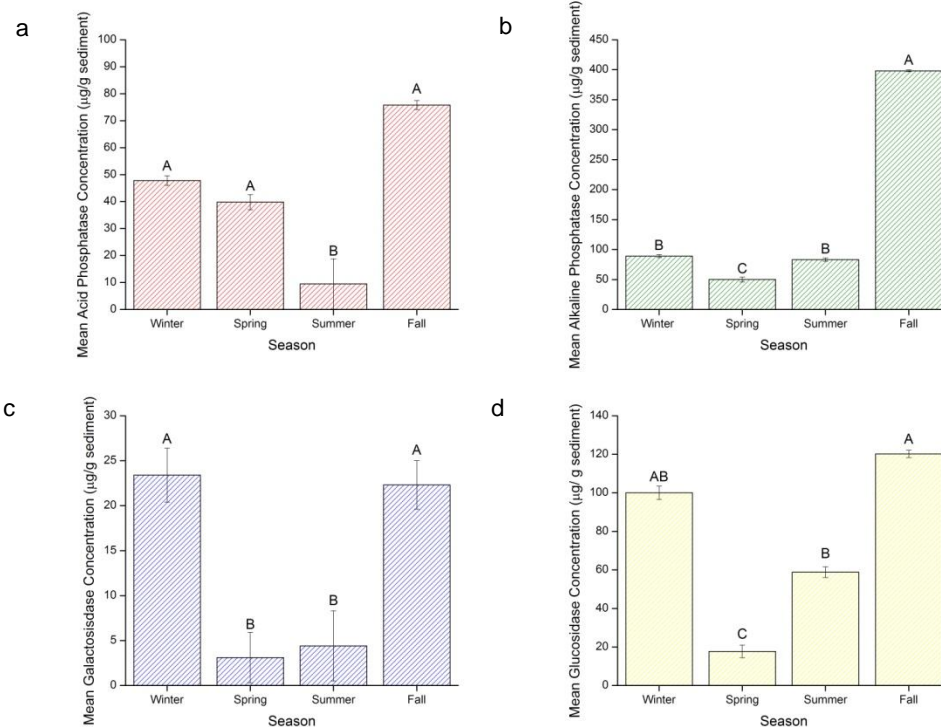 a
Mean Acid Phosphatase Concentration (µg/g sediment)
100
90
80
70
60
50
40
30
20
10
0
A
A
B
A
Winter Spring Summer Fall
Season
b
Mean Alkaline Phosphatase Concentration (µg/g sediment)
450
400
350
300
250
200
150
100
50
0
B
C
B
A
Winter Spring Summer Fall
Season
c
Mean Galactosisdase Concentration (µg/g sediment)
30
25
20
15
10
5
0
A
B
B
A
Winter Spring Summer Fall
Season
d
Mean Glucosidase Concentration (µg/ g sediment)
140
120
100
80
60
40
20
0
AB
C
B
A
Winter Spring Summer Fall
Season